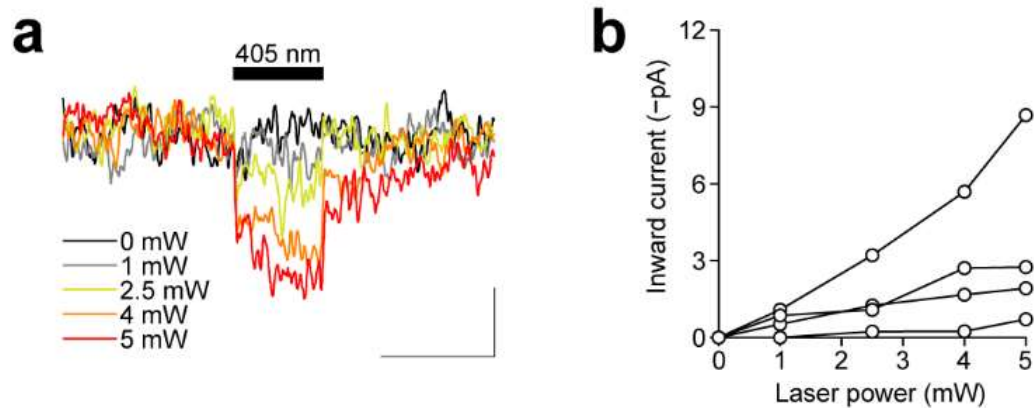 a
405 nm
0 mW
1 mW
2.5 mW
4 mW
5 mW
b
Inward current (−pA)
12
9
6
3
0
0 1 2 3 4 5
Laser power (mW)